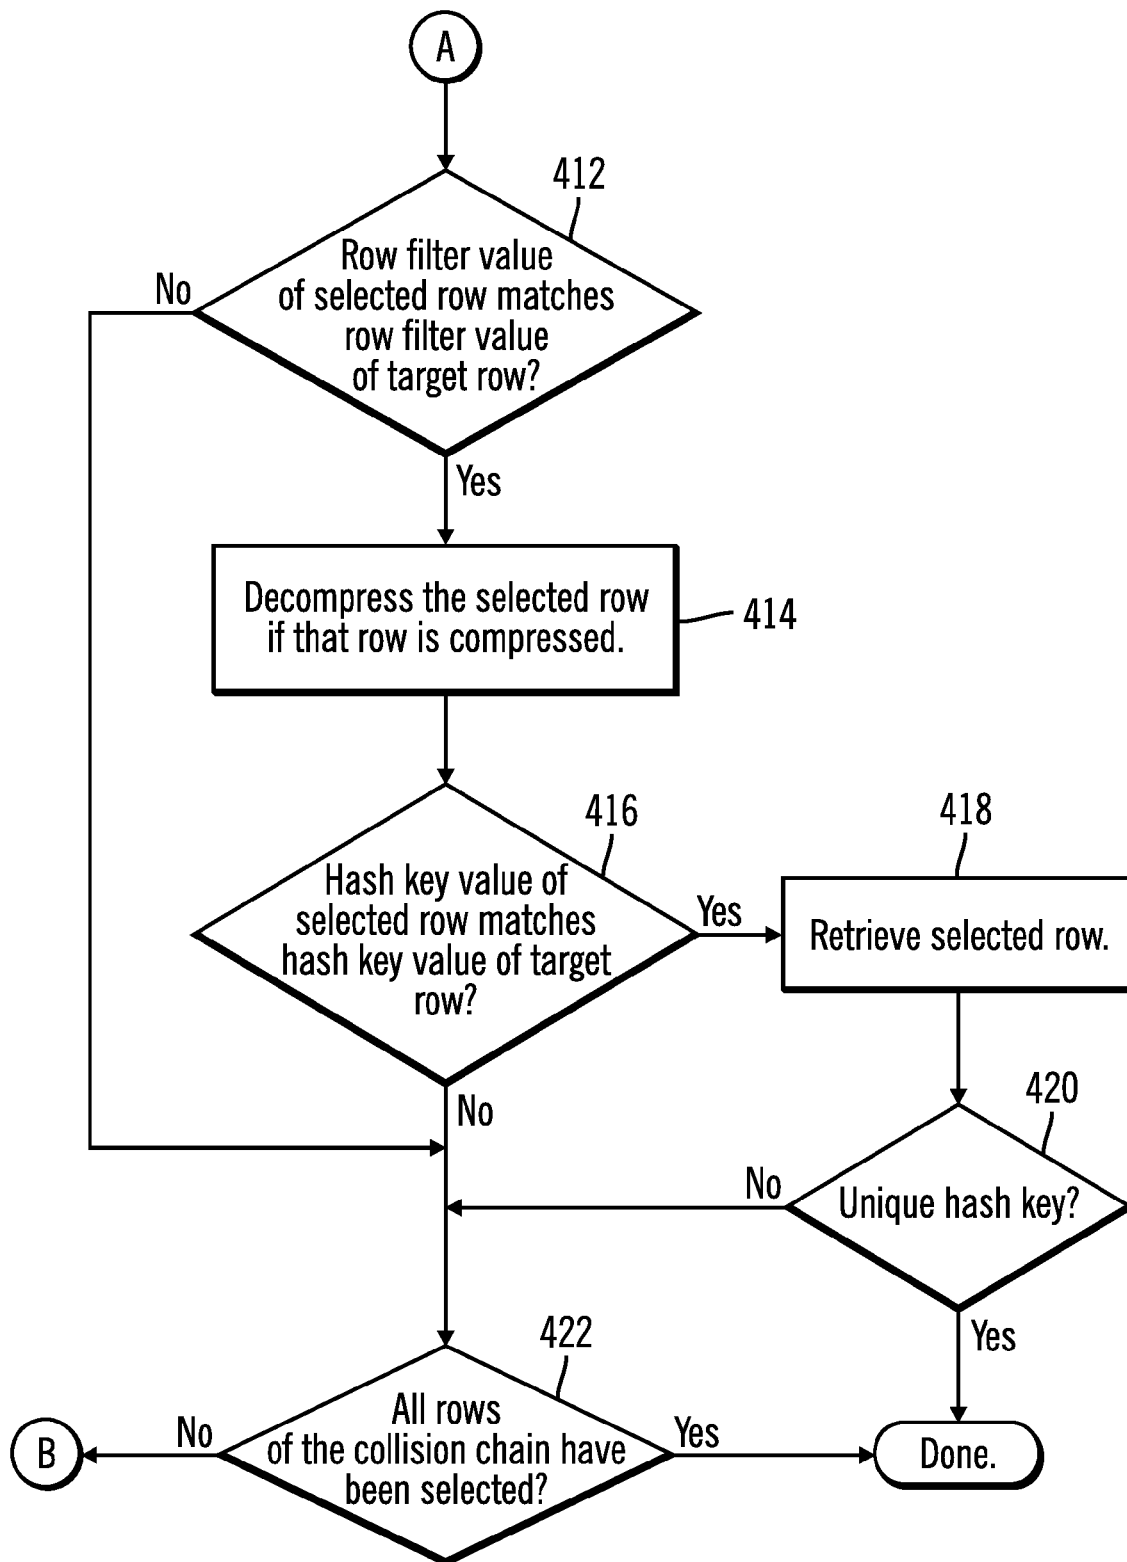 A
412
Row filter value
of selected row matches
row filter value
of target row?
No
Yes
Decompress the selected row
if that row is compressed.
414
416
Hash key value of
selected row matches
hash key value of target
row?
Yes
418
Retrieve selected row.
No
420
Unique hash key?
No
Yes
422
All rows
of the collision chain have
been selected?
No
B
Yes
Done.